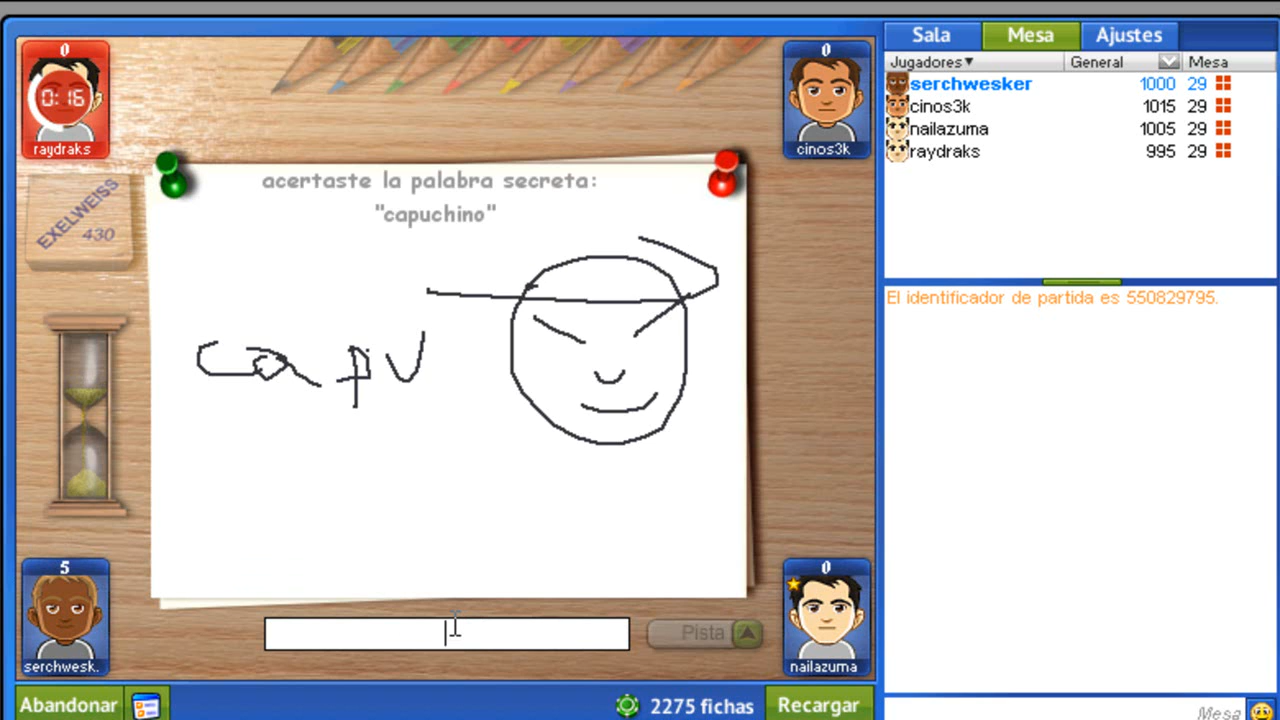 0
0:16
raydraks
0
cinos3k
EXELWEISS
430
acertaste la palabra secreta:
"capuchino"
capu
5
serchwesk.
0
nailazuma
Pista
Abandonar
2275 fichas
Recargar
Sala Mesa Ajustes
Jugadores General Mesa
serchwesker 1000 29
cinos3k 1015 29
nailazuma 1005 29
raydraks 995 29
El identificador de partida es 550829795.
Mesa